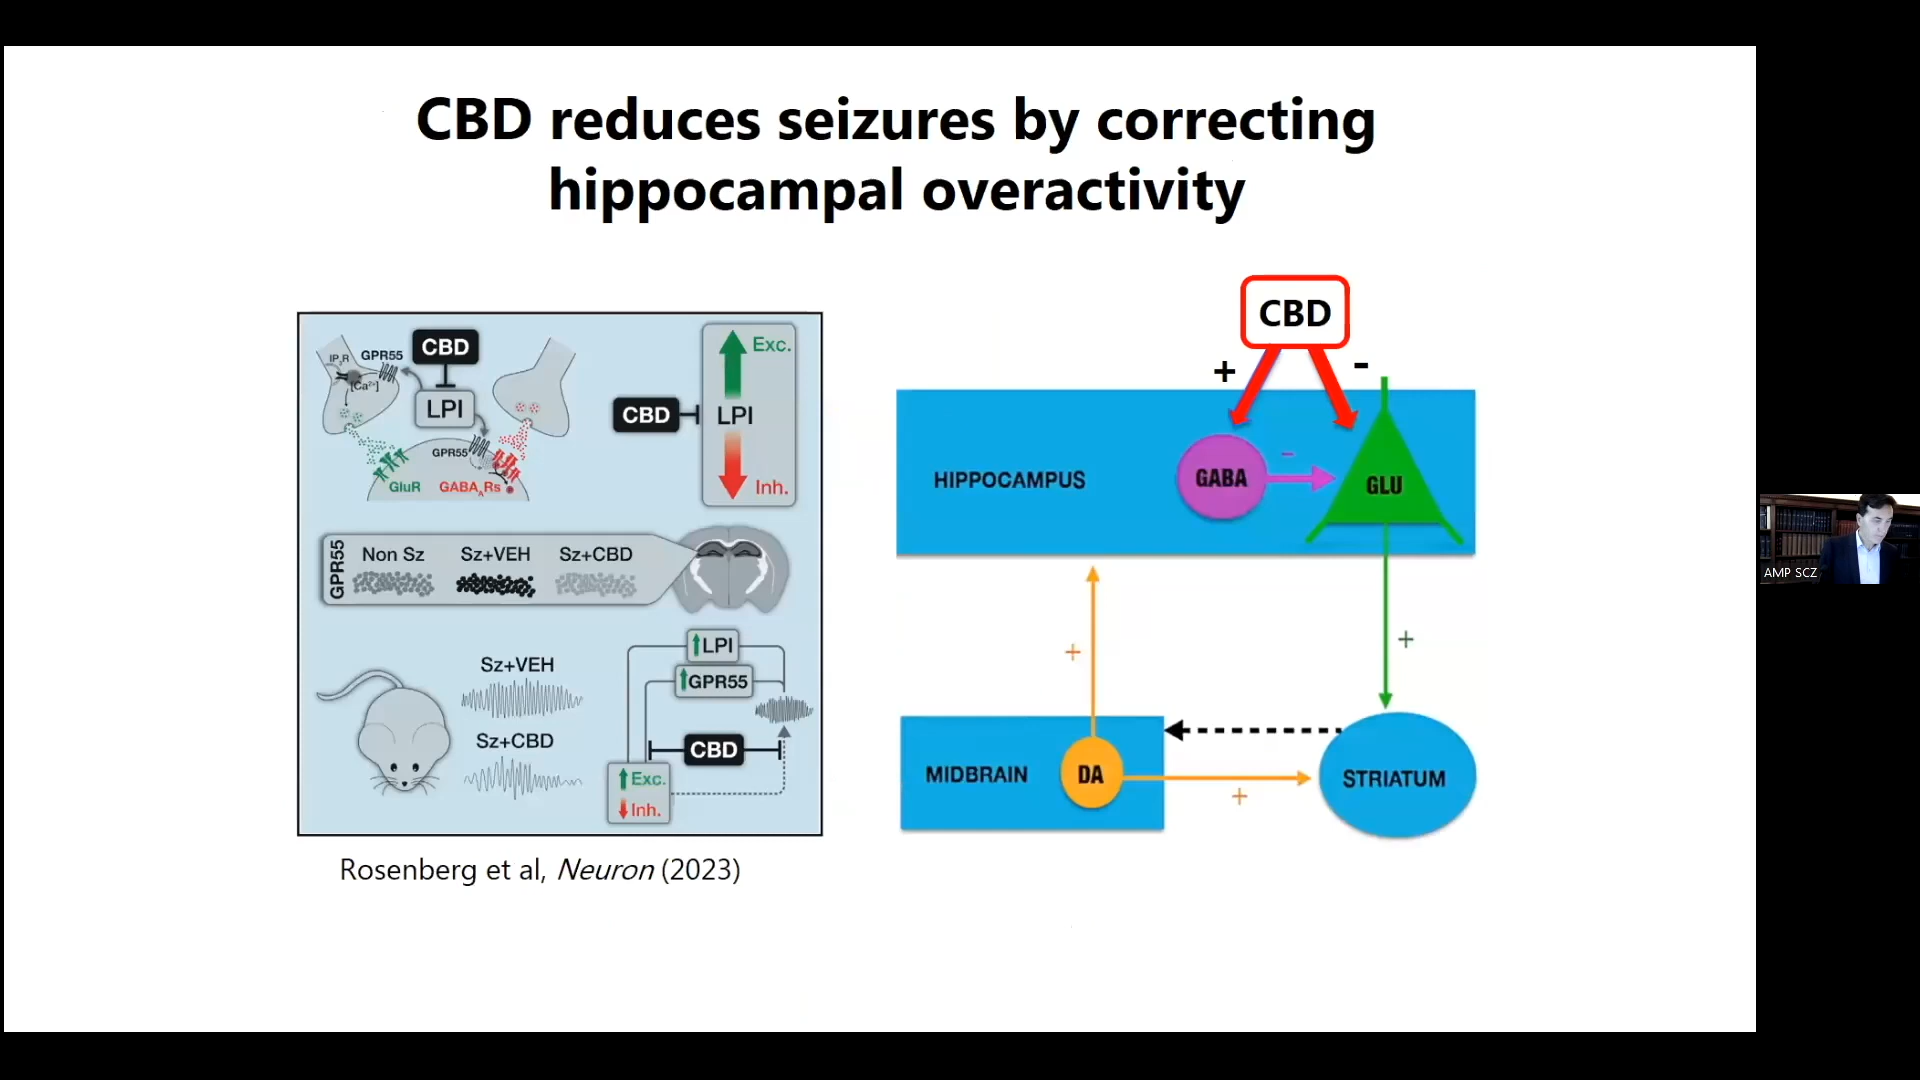 CBD reduces seizures by correcting
hippocampal overactivity
IP3R
GPR55
CBD
[Ca2+]
LPI
GPR55
GluR
GABAARs
Exc.
CBD
LPI
Inh.
GPR55
Non Sz
Sz+VEH
Sz+CBD
Sz+VEH
Sz+CBD
LPI
GPR55
CBD
Exc.
Inh.
Rosenberg et al, Neuron (2023)
CBD
+
-
HIPPOCAMPUS
GABA
-
GLU
+
+
MIDBRAIN
DA
+
STRIATUM
AMP SCZ